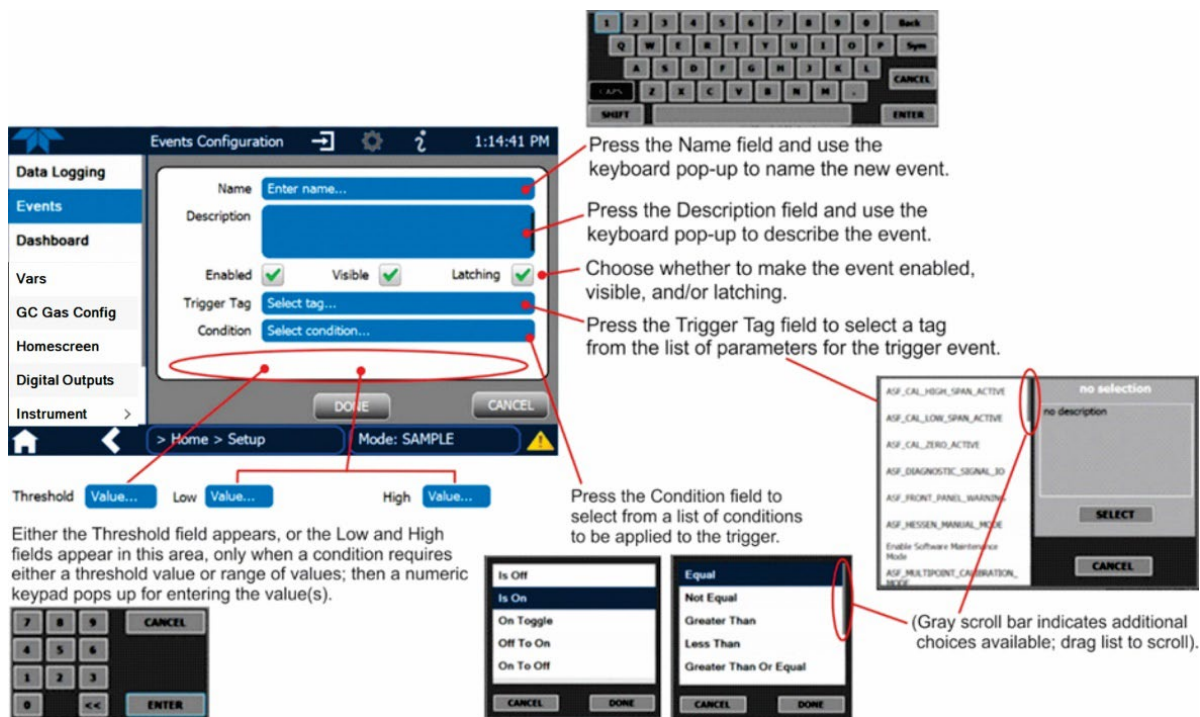 1 2 3 4 5 6 7 8 9 0 Back
Q W E R T Y U I O P Sym
A S D F G H J K L
CANCEL
CAPS Z X C V B N M .
SHIFT ENTER
Press the Name field and use the
keyboard pop-up to name the new event.
Press the Description field and use the
keyboard pop-up to describe the event.
Choose whether to make the event enabled,
visible, and/or latching.
Press the Trigger Tag field to select a tag
from the list of parameters for the trigger event.
Events Configuration i 1:14:41 PM
Data Logging
Events
Dashboard
Vars
GC Gas Config
Homescreen
Digital Outputs
Instrument >
Name Enter name...
Description
Enabled Visible Latching
Trigger Tag Select tag...
Condition Select condition...
DONE CANCEL
> Home > Setup Mode: SAMPLE
ASF_CAL_HIGH_SPAN_ACTIVE
ASF_CAL_LOW_SPAN_ACTIVE
ASF_CAL_ZERO_ACTIVE
ASF_DIAGNOSTIC_SIGNAL_IO
ASF_FRONT_PANEL_WARNING
ASF_HESSEN_MANUAL_MODE
Enable Software Maintenance
Mode
ASF_MULTIPOINT_CALIBRATION_
MODE
no selection
no description
SELECT
CANCEL
Threshold Value... Low Value... High Value...
Either the Threshold field appears, or the Low and High
fields appear in this area, only when a condition requires
either a threshold value or range of values; then a numeric
keypad pops up for entering the value(s).
7 8 9 CANCEL
4 5 6
1 2 3
0 << ENTER
Press the Condition field to
select from a list of conditions
to be applied to the trigger.
Is Off
Is On
On Toggle
Off To On
On To Off
CANCEL DONE
Equal
Not Equal
Greater Than
Less Than
Greater Than Or Equal
CANCEL DONE
(Gray scroll bar indicates additional
choices available; drag list to scroll).